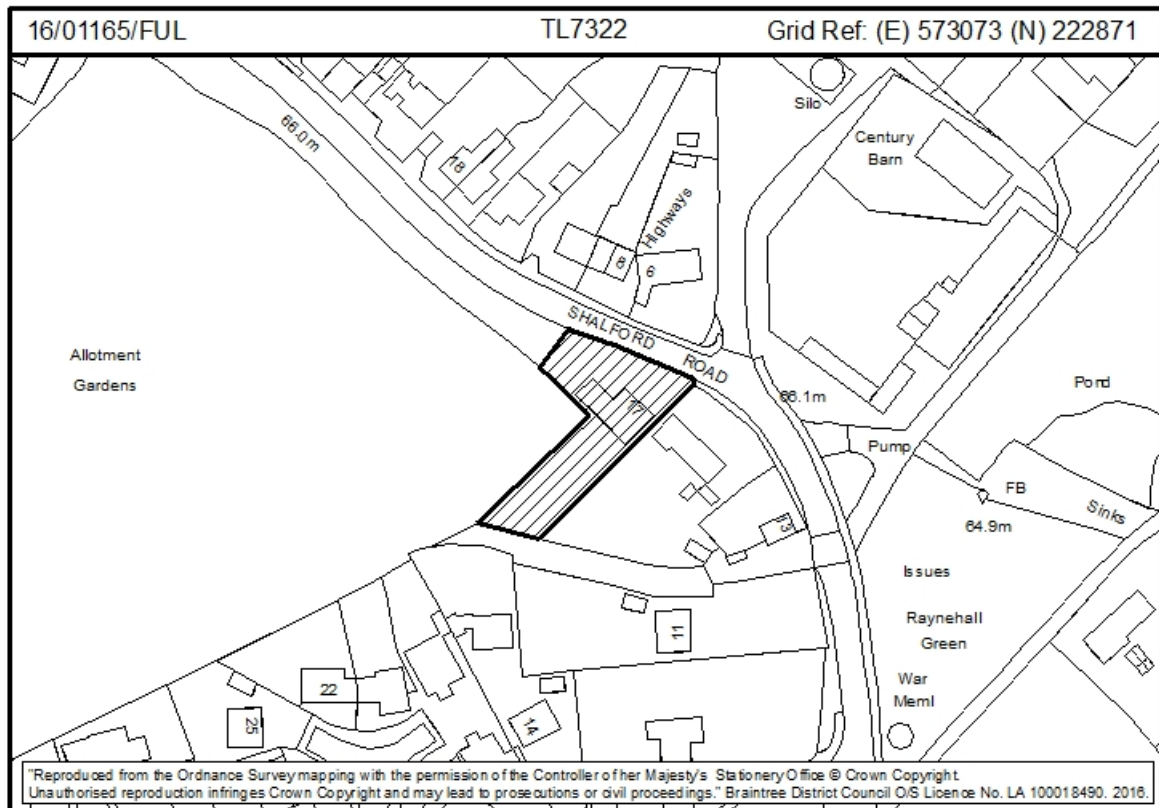 16/01165/FUL
TL7322
Grid Ref: (E) 573073 (N) 222871
Silo
Century
Barn
66.0m
18
Highways
8
6
SHALFORD ROAD
Allotment
Gardens
17
66.1m
Pond
Pump
FB
Sinks
64.9m
13
Issues
Raynehall
Green
11
War
Meml
22
25
14
"Reproduced from the Ordnance Survey mapping with the permission of the Controller of her Majesty's Stationery Office © Crown Copyright.
Unauthorised reproduction infringes Crown Copyright and may lead to prosecutions or civil proceedings." Braintree District Council O/S Licence No. LA 100018490. 2016.